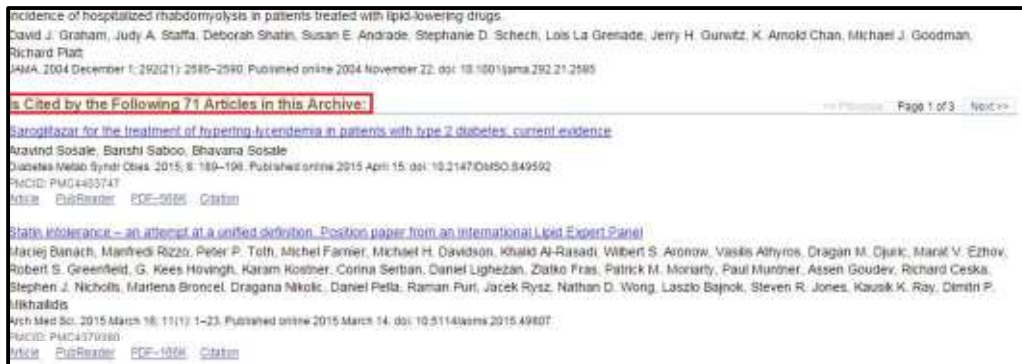 ncidence of hospitalized rhabdomyolysis in patients treated with lipid-lowering drugs.
David J. Graham, Judy A. Staffa, Deborah Shatin, Susan E. Andrade, Stephanie D. Schech, Lois La Grenade, Jerry H. Gurwitz, K. Arnold Chan, Michael J. Goodman,
Richard Platt
JAMA. 2004 December 1; 292(21): 2585–2590. Published online 2004 November 22. doi: 10.1001/jama.292.21.2585
s Cited by the Following 71 Articles in this Archive:
<< Previous Page 1 of 3 Next >>
Saroglitazar for the treatment of hypertriglyceridemia in patients with type 2 diabetes: current evidence
Aravind Sosale, Banshi Saboo, Bhavana Sosale
Diabetes Metab Syndr Obes. 2015; 8: 189–196. Published online 2015 April 15. doi: 10.2147/DMSO.S49592
PMCID: PMC4403747
Article PubReader PDF– Citation
Statin intolerance – an attempt at a unified definition. Position paper from an International Lipid Expert Panel
Maciej Banach, Manfredi Rizzo, Peter P. Toth, Michel Farnier, Michael H. Davidson, Khalid Al-Rasadi, Wilbert S. Aronow, Vasilis Athyros, Dragan M. Djuric, Marat V. Ezhov,
Robert S. Greenfield, G. Kees Hovingh, Karam Kostner, Corina Serban, Daniel Lighezan, Zlatko Fras, Patrick M. Moriarty, Paul Muntner, Assen Goudev, Richard Ceska,
Stephen J. Nicholls, Marlena Broncel, Dragana Nikolic, Daniel Pella, Raman Puri, Jacek Rysz, Nathan D. Wong, Laszlo Bajnok, Steven R. Jones, Kausik K. Ray, Dimitri P.
Mikhailidis
Arch Med Sci. 2015 March 16; 11(1): 1–23. Published online 2015 March 14. doi: 10.5114/aoms.2015.49807
PMCID: PMC4379380
Article PubReader PDF– Citation